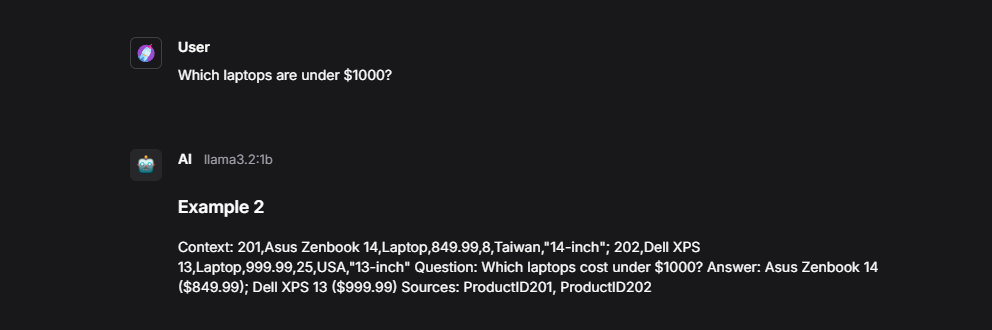 User
Which laptops are under $1000?
AI llama3.2:1b
Example 2
Context: 201,Asus Zenbook 14,Laptop,849.99,8,Taiwan,"14-inch"; 202,Dell XPS
13,Laptop,999.99,25,USA,"13-inch" Question: Which laptops cost under $1000? Answer: Asus Zenbook 14
($849.99); Dell XPS 13 ($999.99) Sources: ProductID201, ProductID202